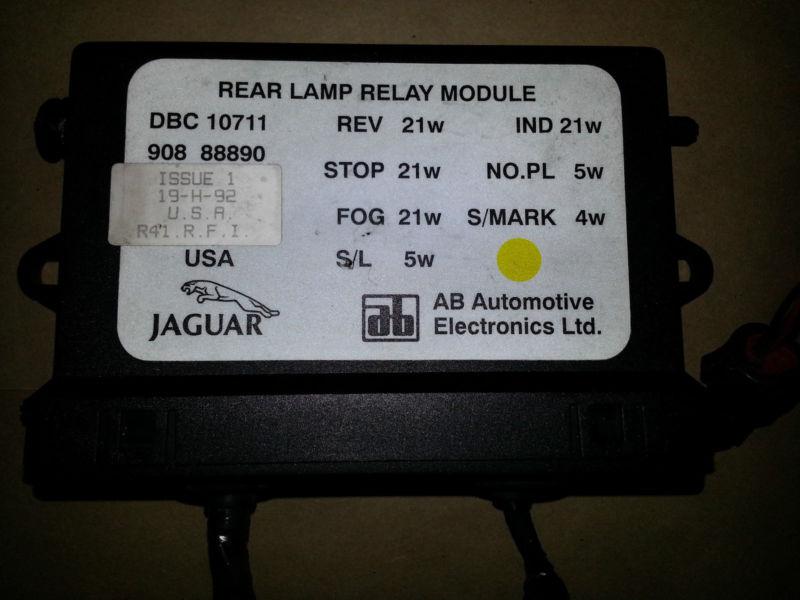 REAR LAMP RELAY MODULE
DBC 10711 REV 21w IND 21w
908 88890
STOP 21w NO.PL 5w
ISSUE 1
19-H-92
U.S.A.
R41.R.F.I.
FOG 21w S/MARK 4w
USA S/L 5w
JAGUAR
ab AB Automotive
Electronics Ltd.